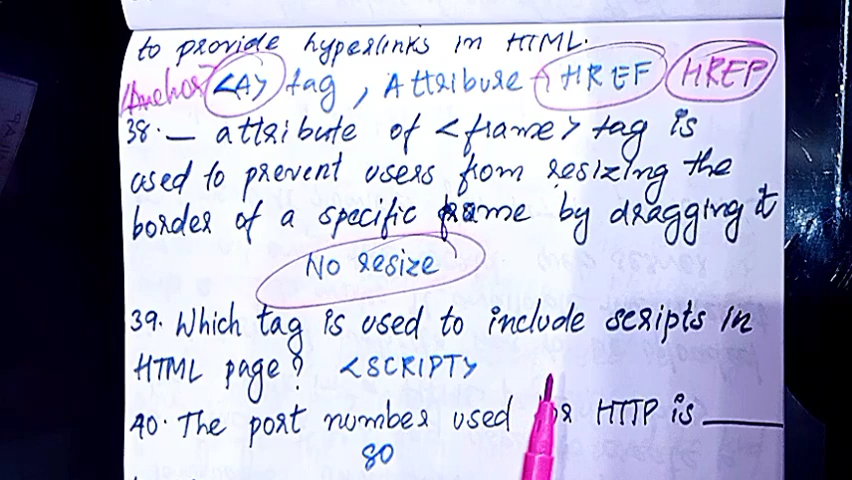 to provide hyperlinks in HTML.
Anchor <A> tag, Attribute - HREF HREF
38. _ attribute of <frame> tag is
used to prevent users from resizing the
border of a specific frame by dragging it
No resize
39. Which tag is used to include scripts in
HTML page? <SCRIPT>
40. The port number used for HTTP is ____
80